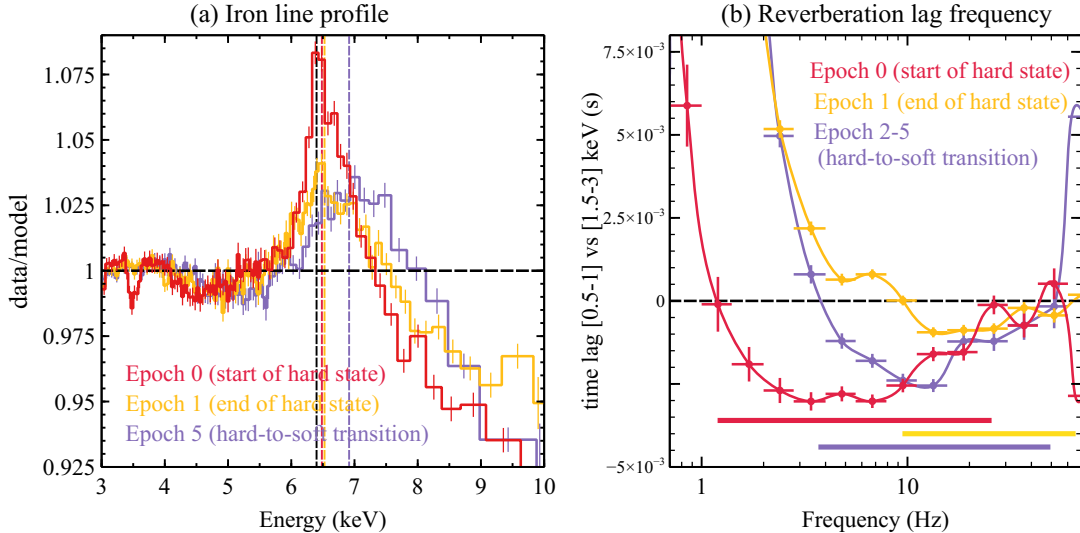 (a) Iron line profile
data/model
1.075
1.05
1.025
1
0.975
0.95
0.925
Epoch 0 (start of hard state)
Epoch 1 (end of hard state)
Epoch 5 (hard-to-soft transition)
3 4 5 6 7 8 9 10
Energy (keV)
(b) Reverberation lag frequency
time lag [0.5-1] vs [1.5-3] keV (s)
7.5×10⁻³
5×10⁻³
2.5×10⁻³
0
−5×10⁻³
Epoch 0 (start of hard state)
Epoch 1 (end of hard state)
Epoch 2-5
(hard-to-soft transition)
1 10
Frequency (Hz)